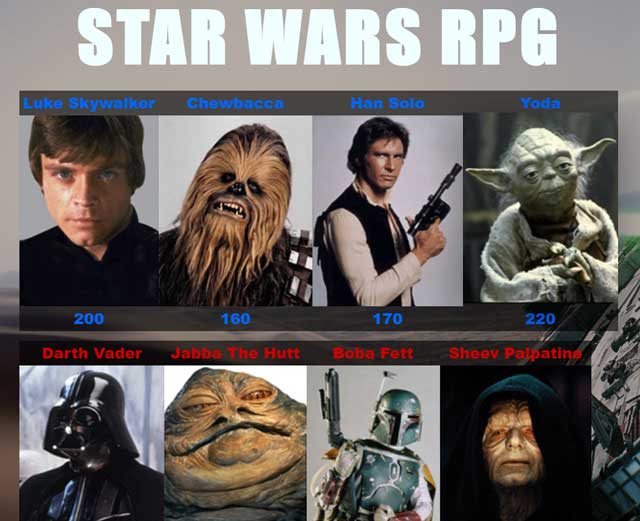 STAR WARS RPG
Luke Skywalker Chewbacca Han Solo Yoda
200 160 170 220
Darth Vader Jabba The Hutt Boba Fett Sheev Palpatine